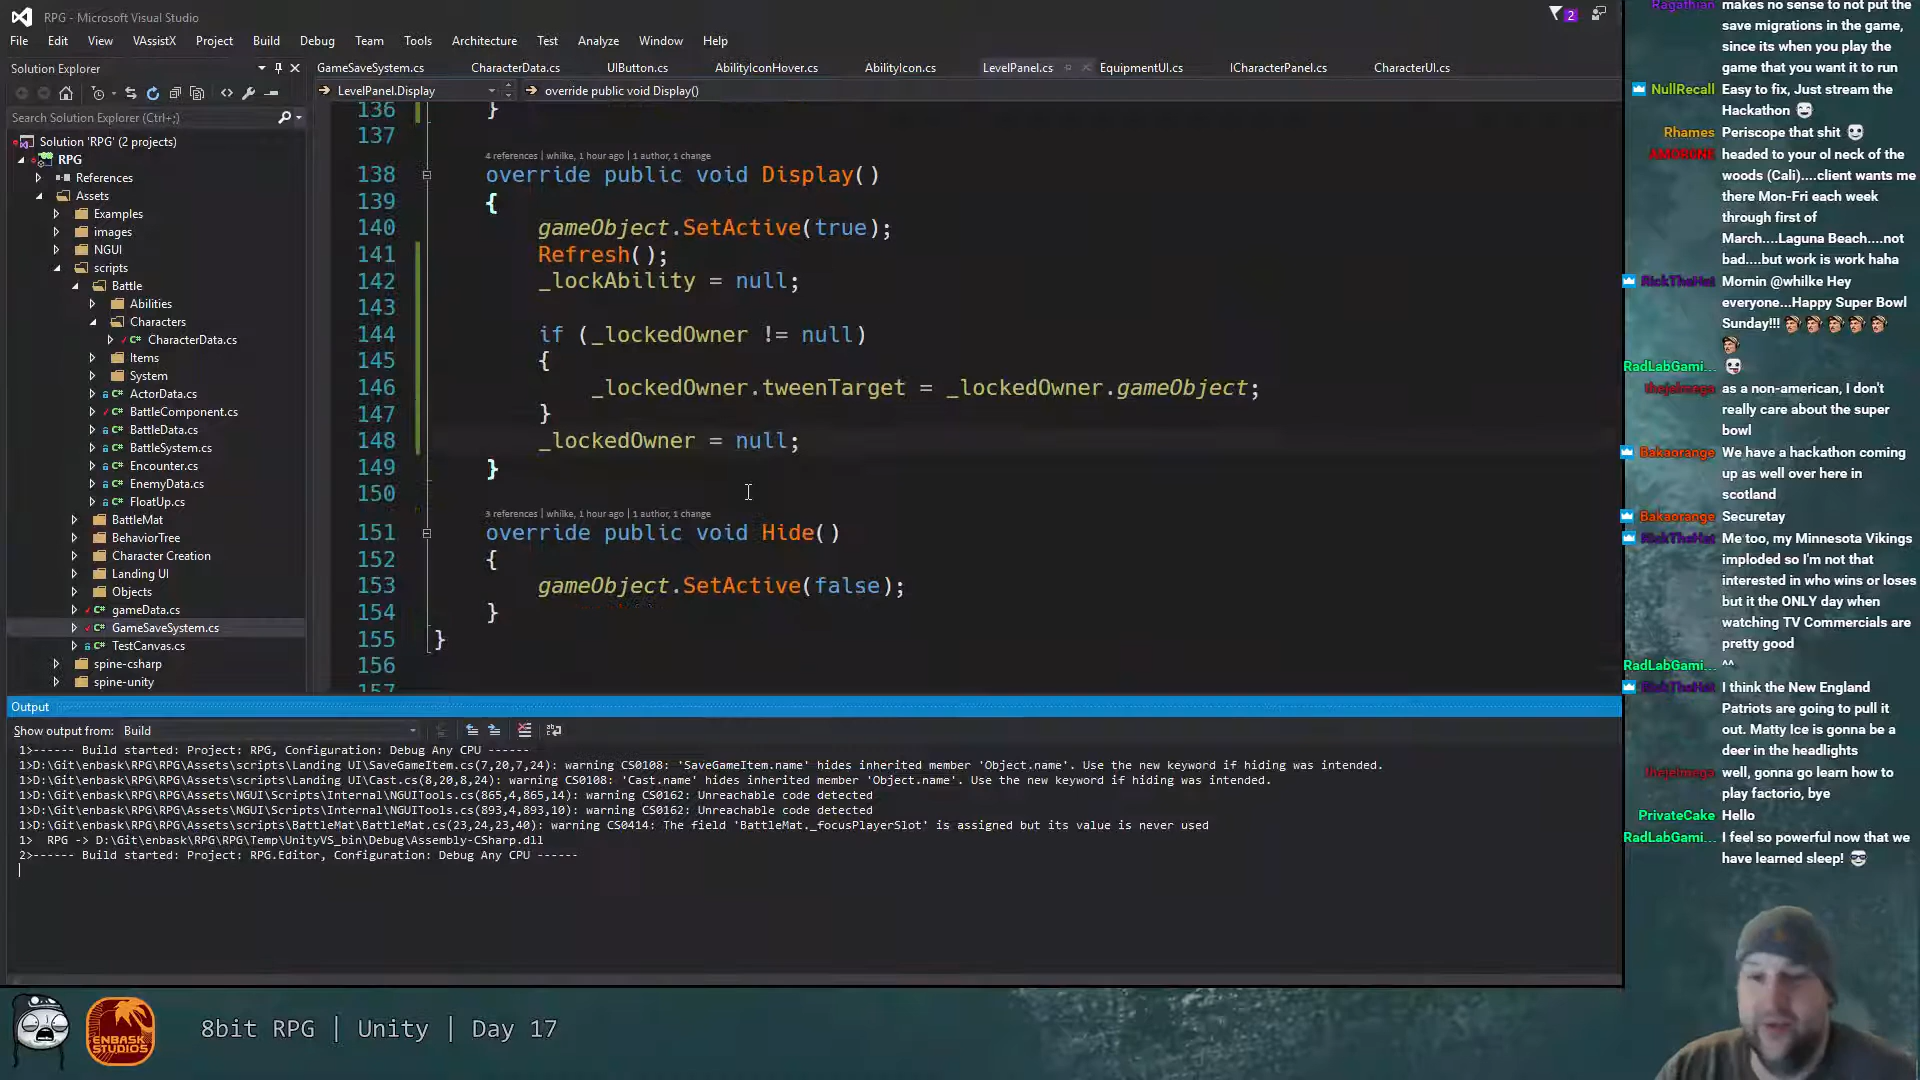 RPG - Microsoft Visual Studio
2
File Edit View VAssistX Project Build Debug Team Tools Architecture Test Analyze Window Help
Solution Explorer
GameSaveSystem.cs CharacterData.cs UIButton.cs AbilityIconHover.cs AbilityIcon.cs LevelPanel.cs EquipmentUI.cs ICharacterPanel.cs CharacterUI.cs
LevelPanel.Display
override public void Display()
Search Solution Explorer (Ctrl+;)
Solution 'RPG' (2 projects)
RPG
References
Assets
Examples
images
NGUI
scripts
Battle
Abilities
Characters
C# CharacterData.cs
Items
System
C# ActorData.cs
C# BattleComponent.cs
C# BattleData.cs
C# BattleSystem.cs
C# Encounter.cs
C# EnemyData.cs
C# FloatUp.cs
BattleMat
BehaviorTree
Character Creation
Landing UI
Objects
C# gameData.cs
C# GameSaveSystem.cs
C# TestCanvas.cs
spine-csharp
spine-unity
136 }
137
4 references | whilke, 1 hour ago | 1 author, 1 change
138 override public void Display()
139 {
140 gameObject.SetActive(true);
141 Refresh();
142 _lockAbility = null;
143
144 if (_lockedOwner != null)
145 {
146 _lockedOwner.tweenTarget = _lockedOwner.gameObject;
147 }
148 _lockedOwner = null;
149 }
150
3 references | whilke, 1 hour ago | 1 author, 1 change
151 override public void Hide()
152 {
153 gameObject.SetActive(false);
154 }
155 }
156
157
Output
Show output from: Build
1>------ Build started: Project: RPG, Configuration: Debug Any CPU ------
1>D:\Git\enbask\RPG\RPG\Assets\scripts\Landing UI\SaveGameItem.cs(7,20,7,24): warning CS0108: 'SaveGameItem.name' hides inherited member 'Object.name'. Use the new keyword if hiding was intended.
1>D:\Git\enbask\RPG\RPG\Assets\scripts\Landing UI\Cast.cs(8,20,8,24): warning CS0108: 'Cast.name' hides inherited member 'Object.name'. Use the new keyword if hiding was intended.
1>D:\Git\enbask\RPG\RPG\Assets\NGUI\Scripts\Internal\NGUITools.cs(865,4,865,14): warning CS0162: Unreachable code detected
1>D:\Git\enbask\RPG\RPG\Assets\NGUI\Scripts\Internal\NGUITools.cs(893,4,893,10): warning CS0162: Unreachable code detected
1>D:\Git\enbask\RPG\RPG\Assets\scripts\BattleMat\BattleMat.cs(23,24,23,40): warning CS0414: The field 'BattleMat._focusPlayerSlot' is assigned but its value is never used
1> RPG -> D:\Git\enbask\RPG\RPG\Temp\UnityVS_bin\Debug\Assembly-CSharp.dll
2>------ Build started: Project: RPG.Editor, Configuration: Debug Any CPU ------
Ragathian makes no sense to not put the
save migrations in the game,
since its when you play the
game that you want it to run
NullRecall Easy to fix, Just stream the
Hackathon
Rhames Periscope that shit
AMORGNE headed to your ol neck of the
woods (Cali)....client wants me
there Mon-Fri each week
through first of
March....Laguna Beach....not
bad....but work is work haha
RickTheHat Mornin @whilke Hey
everyone...Happy Super Bowl
Sunday!!!
RadLabGami...
thejelmega as a non-american, I don't
really care about the super
bowl
Bakaorange We have a hackathon coming
up as well over here in
scotland
Bakaorange Securetay
RickTheHat Me too, my Minnesota Vikings
imploded so I'm not that
interested in who wins or loses
but it the ONLY day when
watching TV Commercials are
pretty good
RadLabGami... ^^
RickTheHat I think the New England
Patriots are going to pull it
out. Matty Ice is gonna be a
deer in the headlights
thejelmega well, gonna go learn how to
play factorio, bye
PrivateCake Hello
RadLabGami... I feel so powerful now that we
have learned sleep!
ENBASK
STUDIOS
8bit RPG | Unity | Day 17